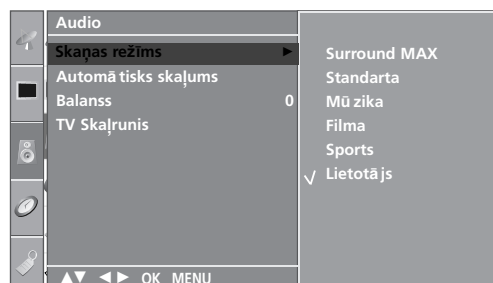 Audio
Skaņas režīms ►
Automātisks skaļums
Balanss 0
TV Skaļrunis
▲▼ ◄► OK MENU
Surround MAX
Standarta
Mūzika
Filma
Sports
√ Lietotājs